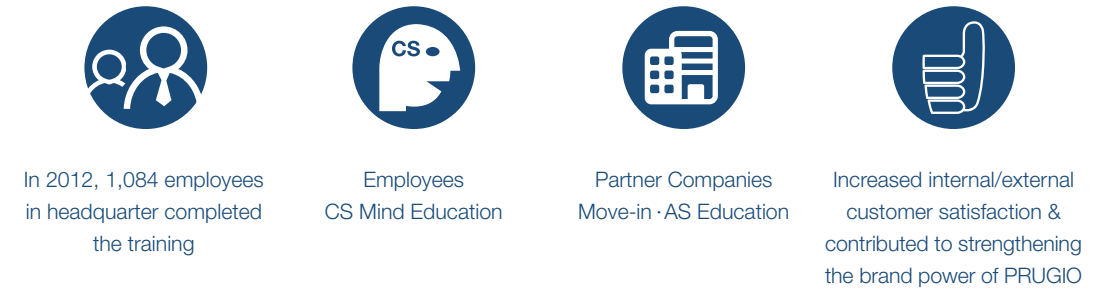 CS
In 2012, 1,084 employees
in headquarter completed
the training
Employees
CS Mind Education
Partner Companies
Move-in · AS Education
Increased internal/external
customer satisfaction &
contributed to strengthening
the brand power of PRUGIO